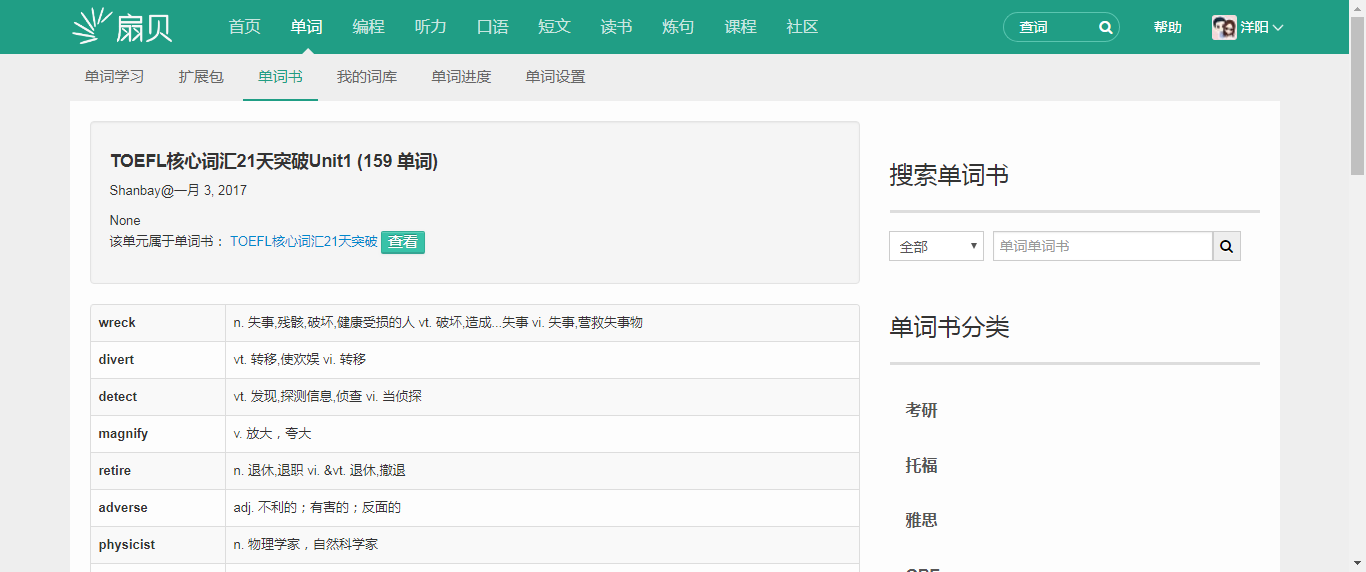 扇贝 首页 单词 编程 听力 口语 短文 读书 炼句 课程 社区 查词 帮助 洋阳
单词学习 扩展包 单词书 我的词库 单词进度 单词设置
TOEFL核心词汇21天突破Unit1 (159 单词)
Shanbay@一月 3, 2017
None
该单元属于单词书： TOEFL核心词汇21天突破 查看
wreck n. 失事,残骸,破坏,健康受损的人 vt. 破坏,造成...失事 vi. 失事,营救失事物
divert vt. 转移,使欢娱 vi. 转移
detect vt. 发现,探测信息,侦查 vi. 当侦探
magnify v. 放大，夸大
retire n. 退休,退职 vi. &vt. 退休,撤退
adverse adj. 不利的；有害的；反面的
physicist n. 物理学家，自然科学家
搜索单词书
全部 单词单词书
单词书分类
考研
托福
雅思